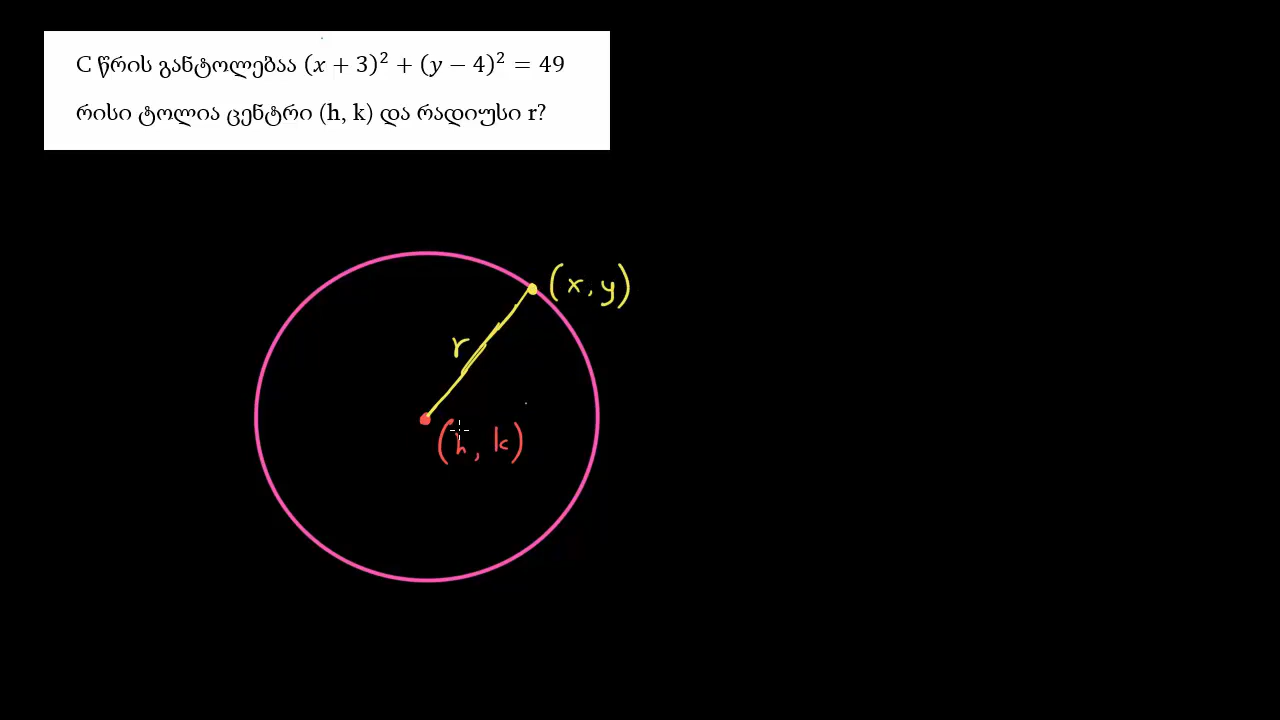 C წრის განტოლებაა (x + 3)² + (y − 4)² = 49
რისი ტოლია ცენტრი (h, k) და რადიუსი r?
(x, y)
r
(h, k)